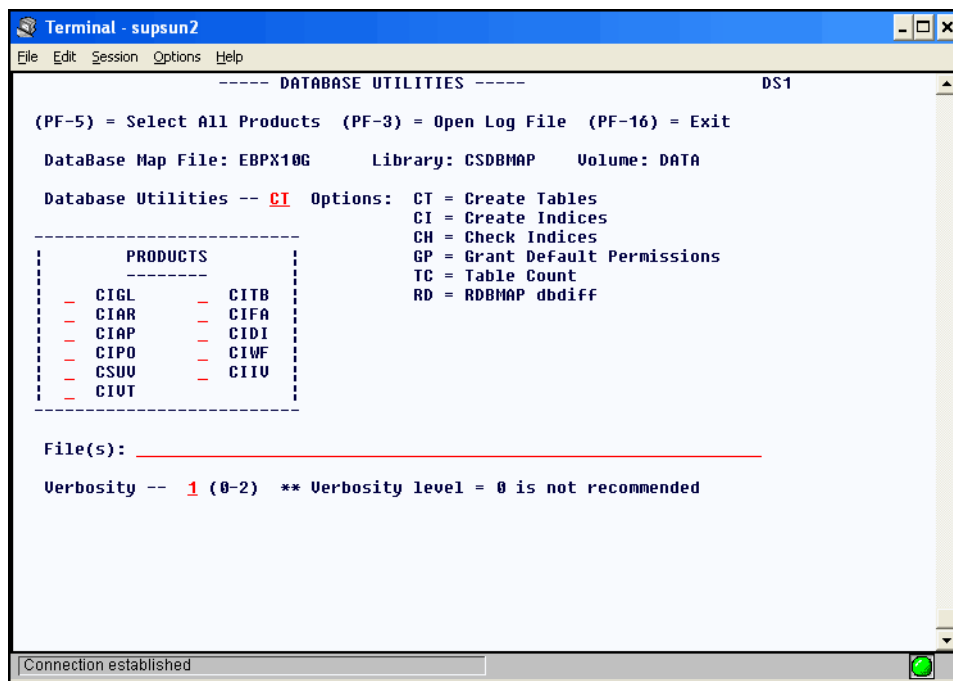 Terminal - supsun2
File Edit Session Options Help
----- DATABASE UTILITIES ----- DS1
(PF-5) = Select All Products (PF-3) = Open Log File (PF-16) = Exit
DataBase Map File: EBPX10G Library: CSDBMAP Volume: DATA
Database Utilities -- CT Options: CT = Create Tables
CI = Create Indices
CH = Check Indices
GP = Grant Default Permissions
TC = Table Count
RD = RDBMAP dbdiff
PRODUCTS
--------
_ CIGL _ CITB
_ CIAR _ CIFA
_ CIAP _ CIDI
_ CIPO _ CIWF
_ CSUV _ CIIV
_ CIVT
File(s):
Verbosity -- 1 (0-2) ** Verbosity level = 0 is not recommended
Connection established